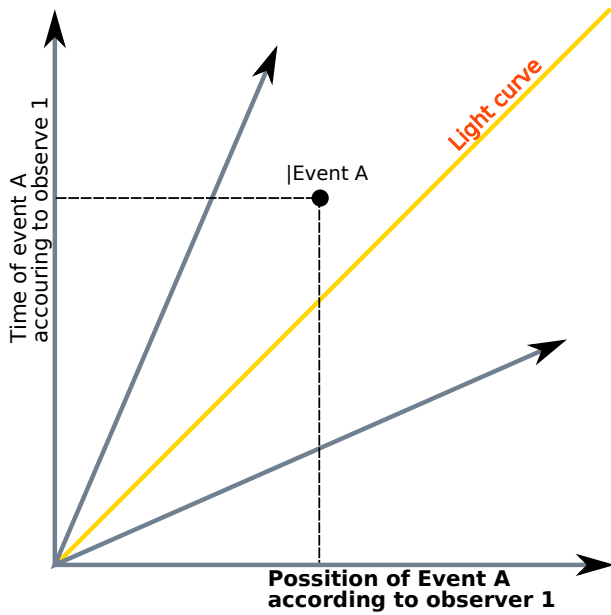 Light curve
|Event A
Time of event A
accouring to observe 1
Possition of Event A
according to observer 1